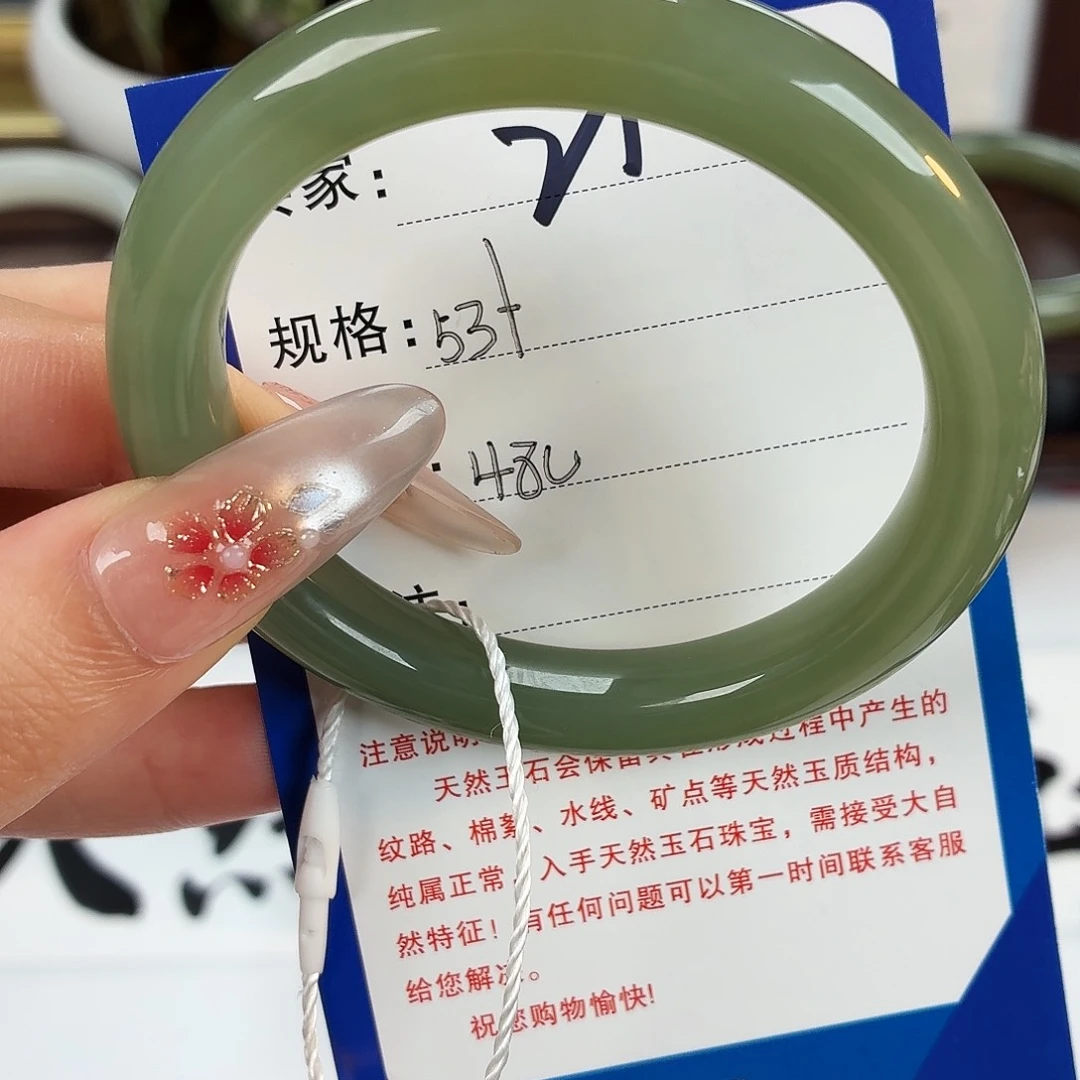 家：
规格：53+
：480
注意说明
天然玉石会保留其在形成过程中产生的
纹路、棉絮、水线、矿点等天然玉质结构，
纯属正常，入手天然玉石珠宝，需接受大自
然特征！有任何问题可以第一时间联系客服
给您解决。
祝您购物愉快!